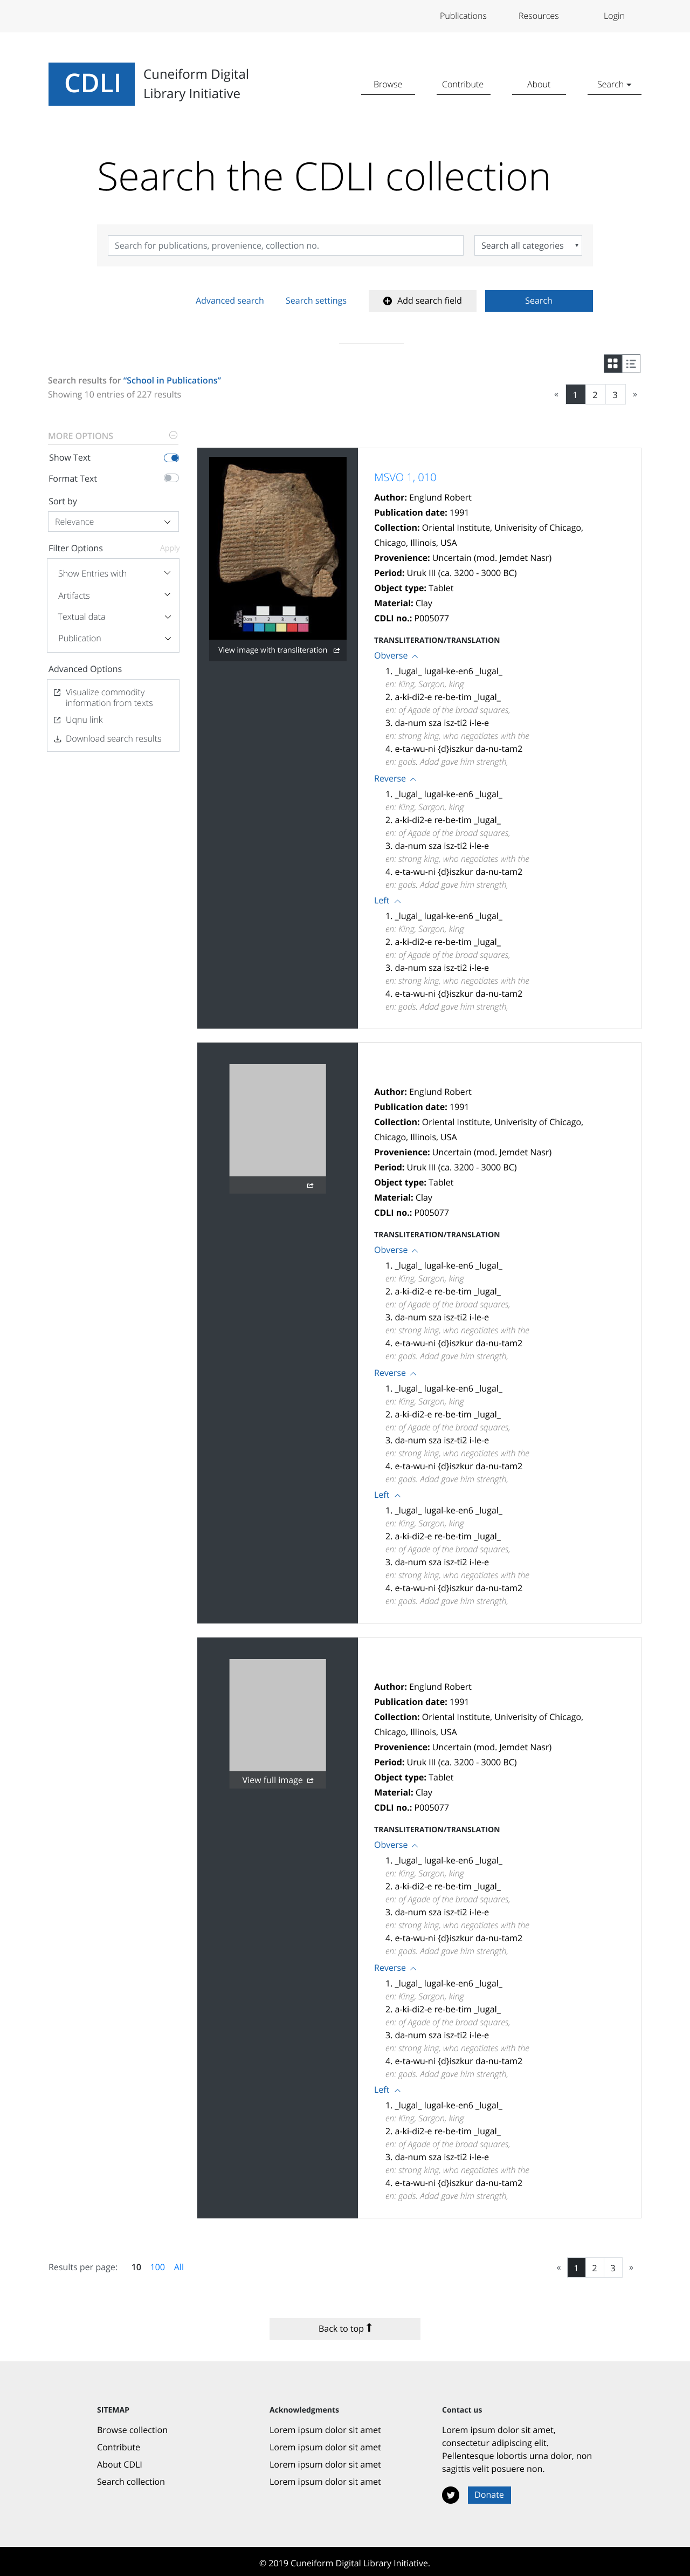 Publications Resources Login
CDLI
Cuneiform Digital
Library Initiative
Browse Contribute About Search
Search the CDLI collection
Search for publications, provenience, collection no. Search all categories
Advanced search Search settings Add search field Search
Search results for “School in Publications”
Showing 10 entries of 227 results
« 1 2 3 »
MORE OPTIONS
Show Text
Format Text
Sort by
Relevance
Filter Options Apply
Show Entries with
Artifacts
Textual data
Publication
Advanced Options
Visualize commodity
information from texts
Uqnu link
Download search results
cm 1 2 3 4 5
View image with transliteration
MSVO 1, 010
Author: Englund Robert
Publication date: 1991
Collection: Oriental Institute, Univerisity of Chicago,
Chicago, Illinois, USA
Provenience: Uncertain (mod. Jemdet Nasr)
Period: Uruk III (ca. 3200 - 3000 BC)
Object type: Tablet
Material: Clay
CDLI no.: P005077
TRANSLITERATION/TRANSLATION
Obverse
1. _lugal_ lugal-ke-en6 _lugal_
en: King, Sargon, king
2. a-ki-di2-e re-be-tim _lugal_
en: of Agade of the broad squares,
3. da-num sza isz-ti2 i-le-e
en: strong king, who negotiates with the
4. e-ta-wu-ni {d}iszkur da-nu-tam2
en: gods. Adad gave him strength,
Reverse
1. _lugal_ lugal-ke-en6 _lugal_
en: King, Sargon, king
2. a-ki-di2-e re-be-tim _lugal_
en: of Agade of the broad squares,
3. da-num sza isz-ti2 i-le-e
en: strong king, who negotiates with the
4. e-ta-wu-ni {d}iszkur da-nu-tam2
en: gods. Adad gave him strength,
Left
1. _lugal_ lugal-ke-en6 _lugal_
en: King, Sargon, king
2. a-ki-di2-e re-be-tim _lugal_
en: of Agade of the broad squares,
3. da-num sza isz-ti2 i-le-e
en: strong king, who negotiates with the
4. e-ta-wu-ni {d}iszkur da-nu-tam2
en: gods. Adad gave him strength,
Author: Englund Robert
Publication date: 1991
Collection: Oriental Institute, Univerisity of Chicago,
Chicago, Illinois, USA
Provenience: Uncertain (mod. Jemdet Nasr)
Period: Uruk III (ca. 3200 - 3000 BC)
Object type: Tablet
Material: Clay
CDLI no.: P005077
TRANSLITERATION/TRANSLATION
Obverse
1. _lugal_ lugal-ke-en6 _lugal_
en: King, Sargon, king
2. a-ki-di2-e re-be-tim _lugal_
en: of Agade of the broad squares,
3. da-num sza isz-ti2 i-le-e
en: strong king, who negotiates with the
4. e-ta-wu-ni {d}iszkur da-nu-tam2
en: gods. Adad gave him strength,
Reverse
1. _lugal_ lugal-ke-en6 _lugal_
en: King, Sargon, king
2. a-ki-di2-e re-be-tim _lugal_
en: of Agade of the broad squares,
3. da-num sza isz-ti2 i-le-e
en: strong king, who negotiates with the
4. e-ta-wu-ni {d}iszkur da-nu-tam2
en: gods. Adad gave him strength,
Left
1. _lugal_ lugal-ke-en6 _lugal_
en: King, Sargon, king
2. a-ki-di2-e re-be-tim _lugal_
en: of Agade of the broad squares,
3. da-num sza isz-ti2 i-le-e
en: strong king, who negotiates with the
4. e-ta-wu-ni {d}iszkur da-nu-tam2
en: gods. Adad gave him strength,
View full image
Author: Englund Robert
Publication date: 1991
Collection: Oriental Institute, Univerisity of Chicago,
Chicago, Illinois, USA
Provenience: Uncertain (mod. Jemdet Nasr)
Period: Uruk III (ca. 3200 - 3000 BC)
Object type: Tablet
Material: Clay
CDLI no.: P005077
TRANSLITERATION/TRANSLATION
Obverse
1. _lugal_ lugal-ke-en6 _lugal_
en: King, Sargon, king
2. a-ki-di2-e re-be-tim _lugal_
en: of Agade of the broad squares,
3. da-num sza isz-ti2 i-le-e
en: strong king, who negotiates with the
4. e-ta-wu-ni {d}iszkur da-nu-tam2
en: gods. Adad gave him strength,
Reverse
1. _lugal_ lugal-ke-en6 _lugal_
en: King, Sargon, king
2. a-ki-di2-e re-be-tim _lugal_
en: of Agade of the broad squares,
3. da-num sza isz-ti2 i-le-e
en: strong king, who negotiates with the
4. e-ta-wu-ni {d}iszkur da-nu-tam2
en: gods. Adad gave him strength,
Left
1. _lugal_ lugal-ke-en6 _lugal_
en: King, Sargon, king
2. a-ki-di2-e re-be-tim _lugal_
en: of Agade of the broad squares,
3. da-num sza isz-ti2 i-le-e
en: strong king, who negotiates with the
4. e-ta-wu-ni {d}iszkur da-nu-tam2
en: gods. Adad gave him strength,
Results per page: 10 100 All
« 1 2 3 »
Back to top
SITEMAP
Browse collection
Contribute
About CDLI
Search collection
Acknowledgments
Lorem ipsum dolor sit amet
Lorem ipsum dolor sit amet
Lorem ipsum dolor sit amet
Lorem ipsum dolor sit amet
Contact us
Lorem ipsum dolor sit amet,
consectetur adipiscing elit.
Pellentesque lobortis urna dolor, non
sagittis velit posuere non.
Donate
© 2019 Cuneiform Digital Library Initiative.